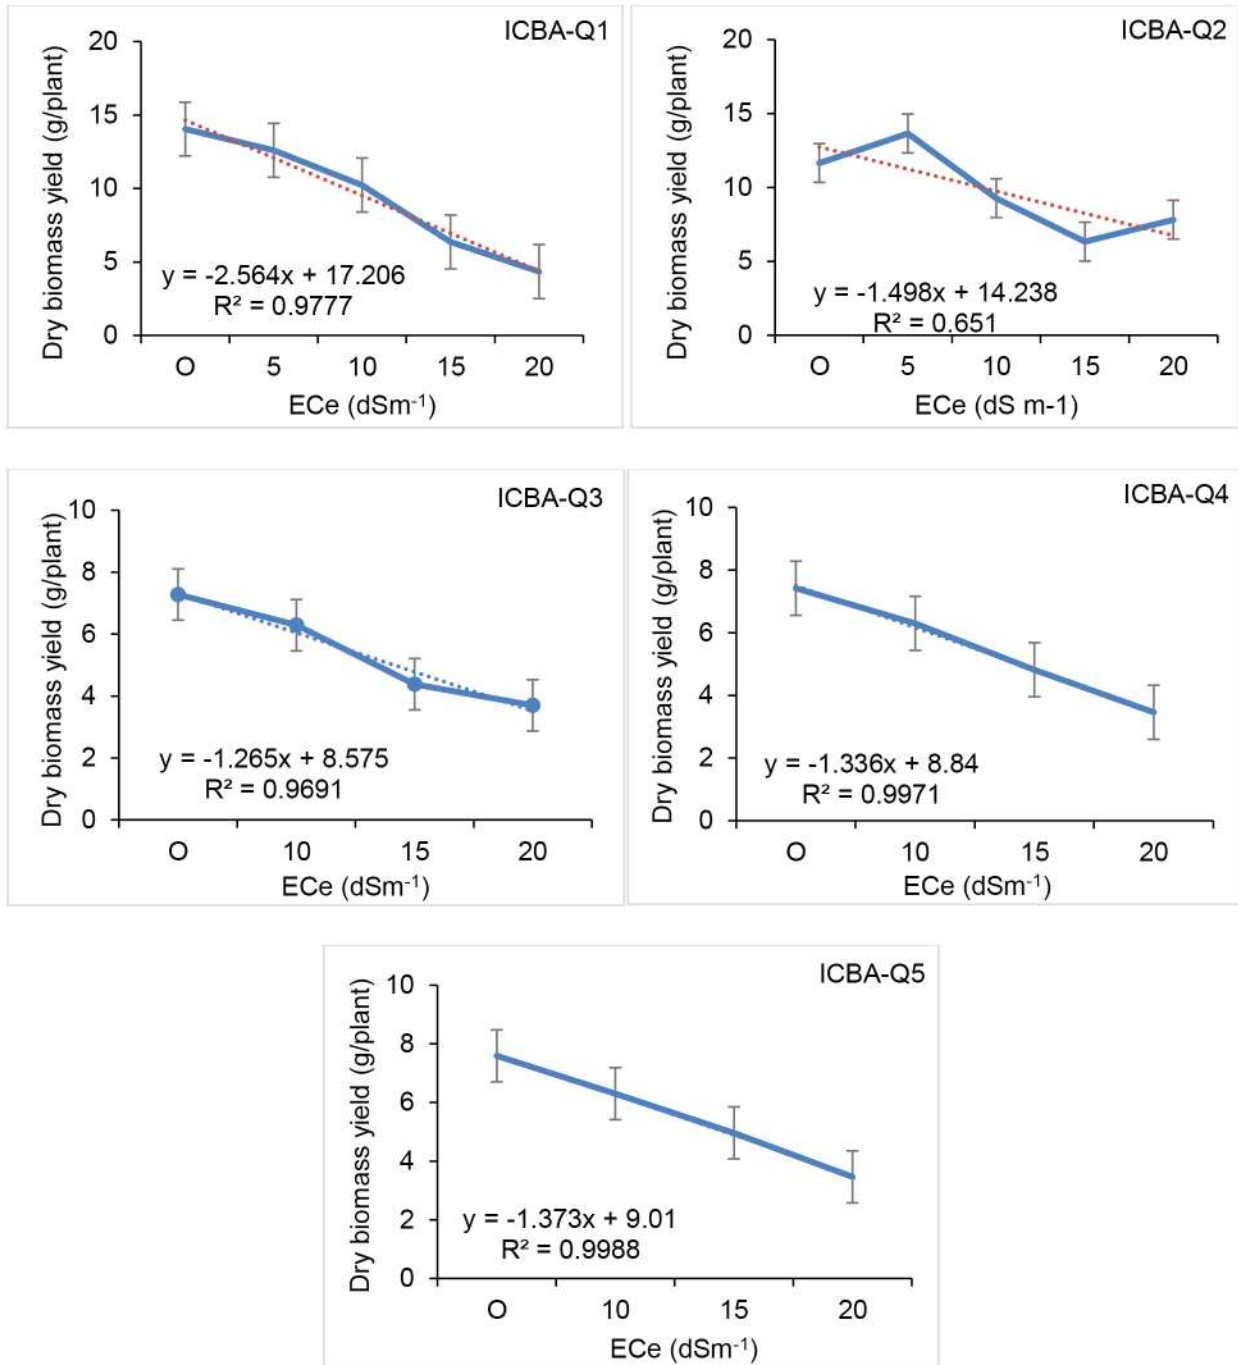 ICBA-Q1
Dry biomass yield (g/plant)
20
15
10
5
0
y = -2.564x + 17.206
R² = 0.9777
O 5 10 15 20
ECe (dSm⁻¹)
ICBA-Q2
Dry biomass yield (g/plant)
20
15
10
5
0
y = -1.498x + 14.238
R² = 0.651
O 5 10 15 20
ECe (dS m-1)
ICBA-Q3
Dry biomass yield (g/plant)
10
8
6
4
2
0
y = -1.265x + 8.575
R² = 0.9691
O 10 15 20
ECe (dSm⁻¹)
ICBA-Q4
Dry biomass yield (g/plant)
10
8
6
4
2
0
y = -1.336x + 8.84
R² = 0.9971
O 10 15 20
ECe (dSm⁻¹)
ICBA-Q5
Dry biomass yield (g/plant)
10
8
6
4
2
0
y = -1.373x + 9.01
R² = 0.9988
O 10 15 20
ECe (dSm⁻¹)